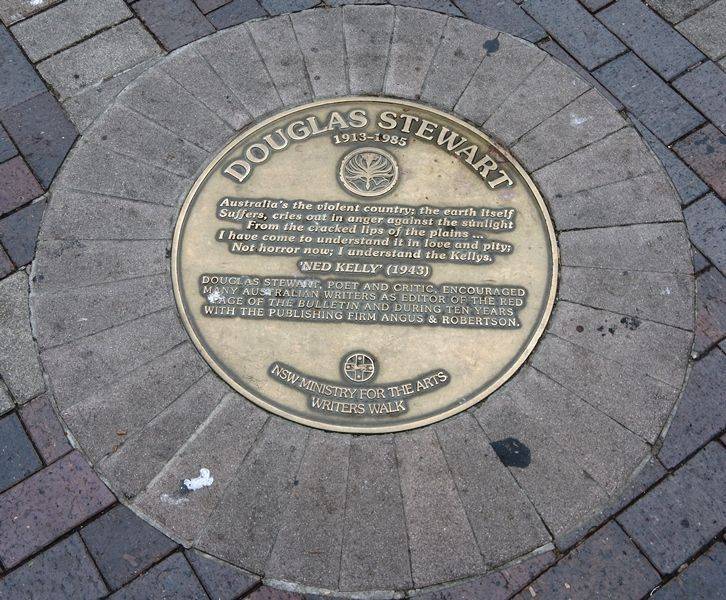 DOUGLAS STEWART
1913-1985
Australia's the violent country; the earth itself
Suffers, cries out in anger against the sunlight
From the cracked lips of the plains ...
I have come to understand it in love and pity;
Not horror now; I understand the Kellys.
'NED KELLY' (1943)
DOUGLAS STEWART, POET AND CRITIC, ENCOURAGED
MANY AUSTRALIAN WRITERS AS EDITOR OF THE RED
PAGE OF THE BULLETIN AND DURING TEN YEARS
WITH THE PUBLISHING FIRM ANGUS & ROBERTSON.
NSW MINISTRY FOR THE ARTS
WRITERS WALK